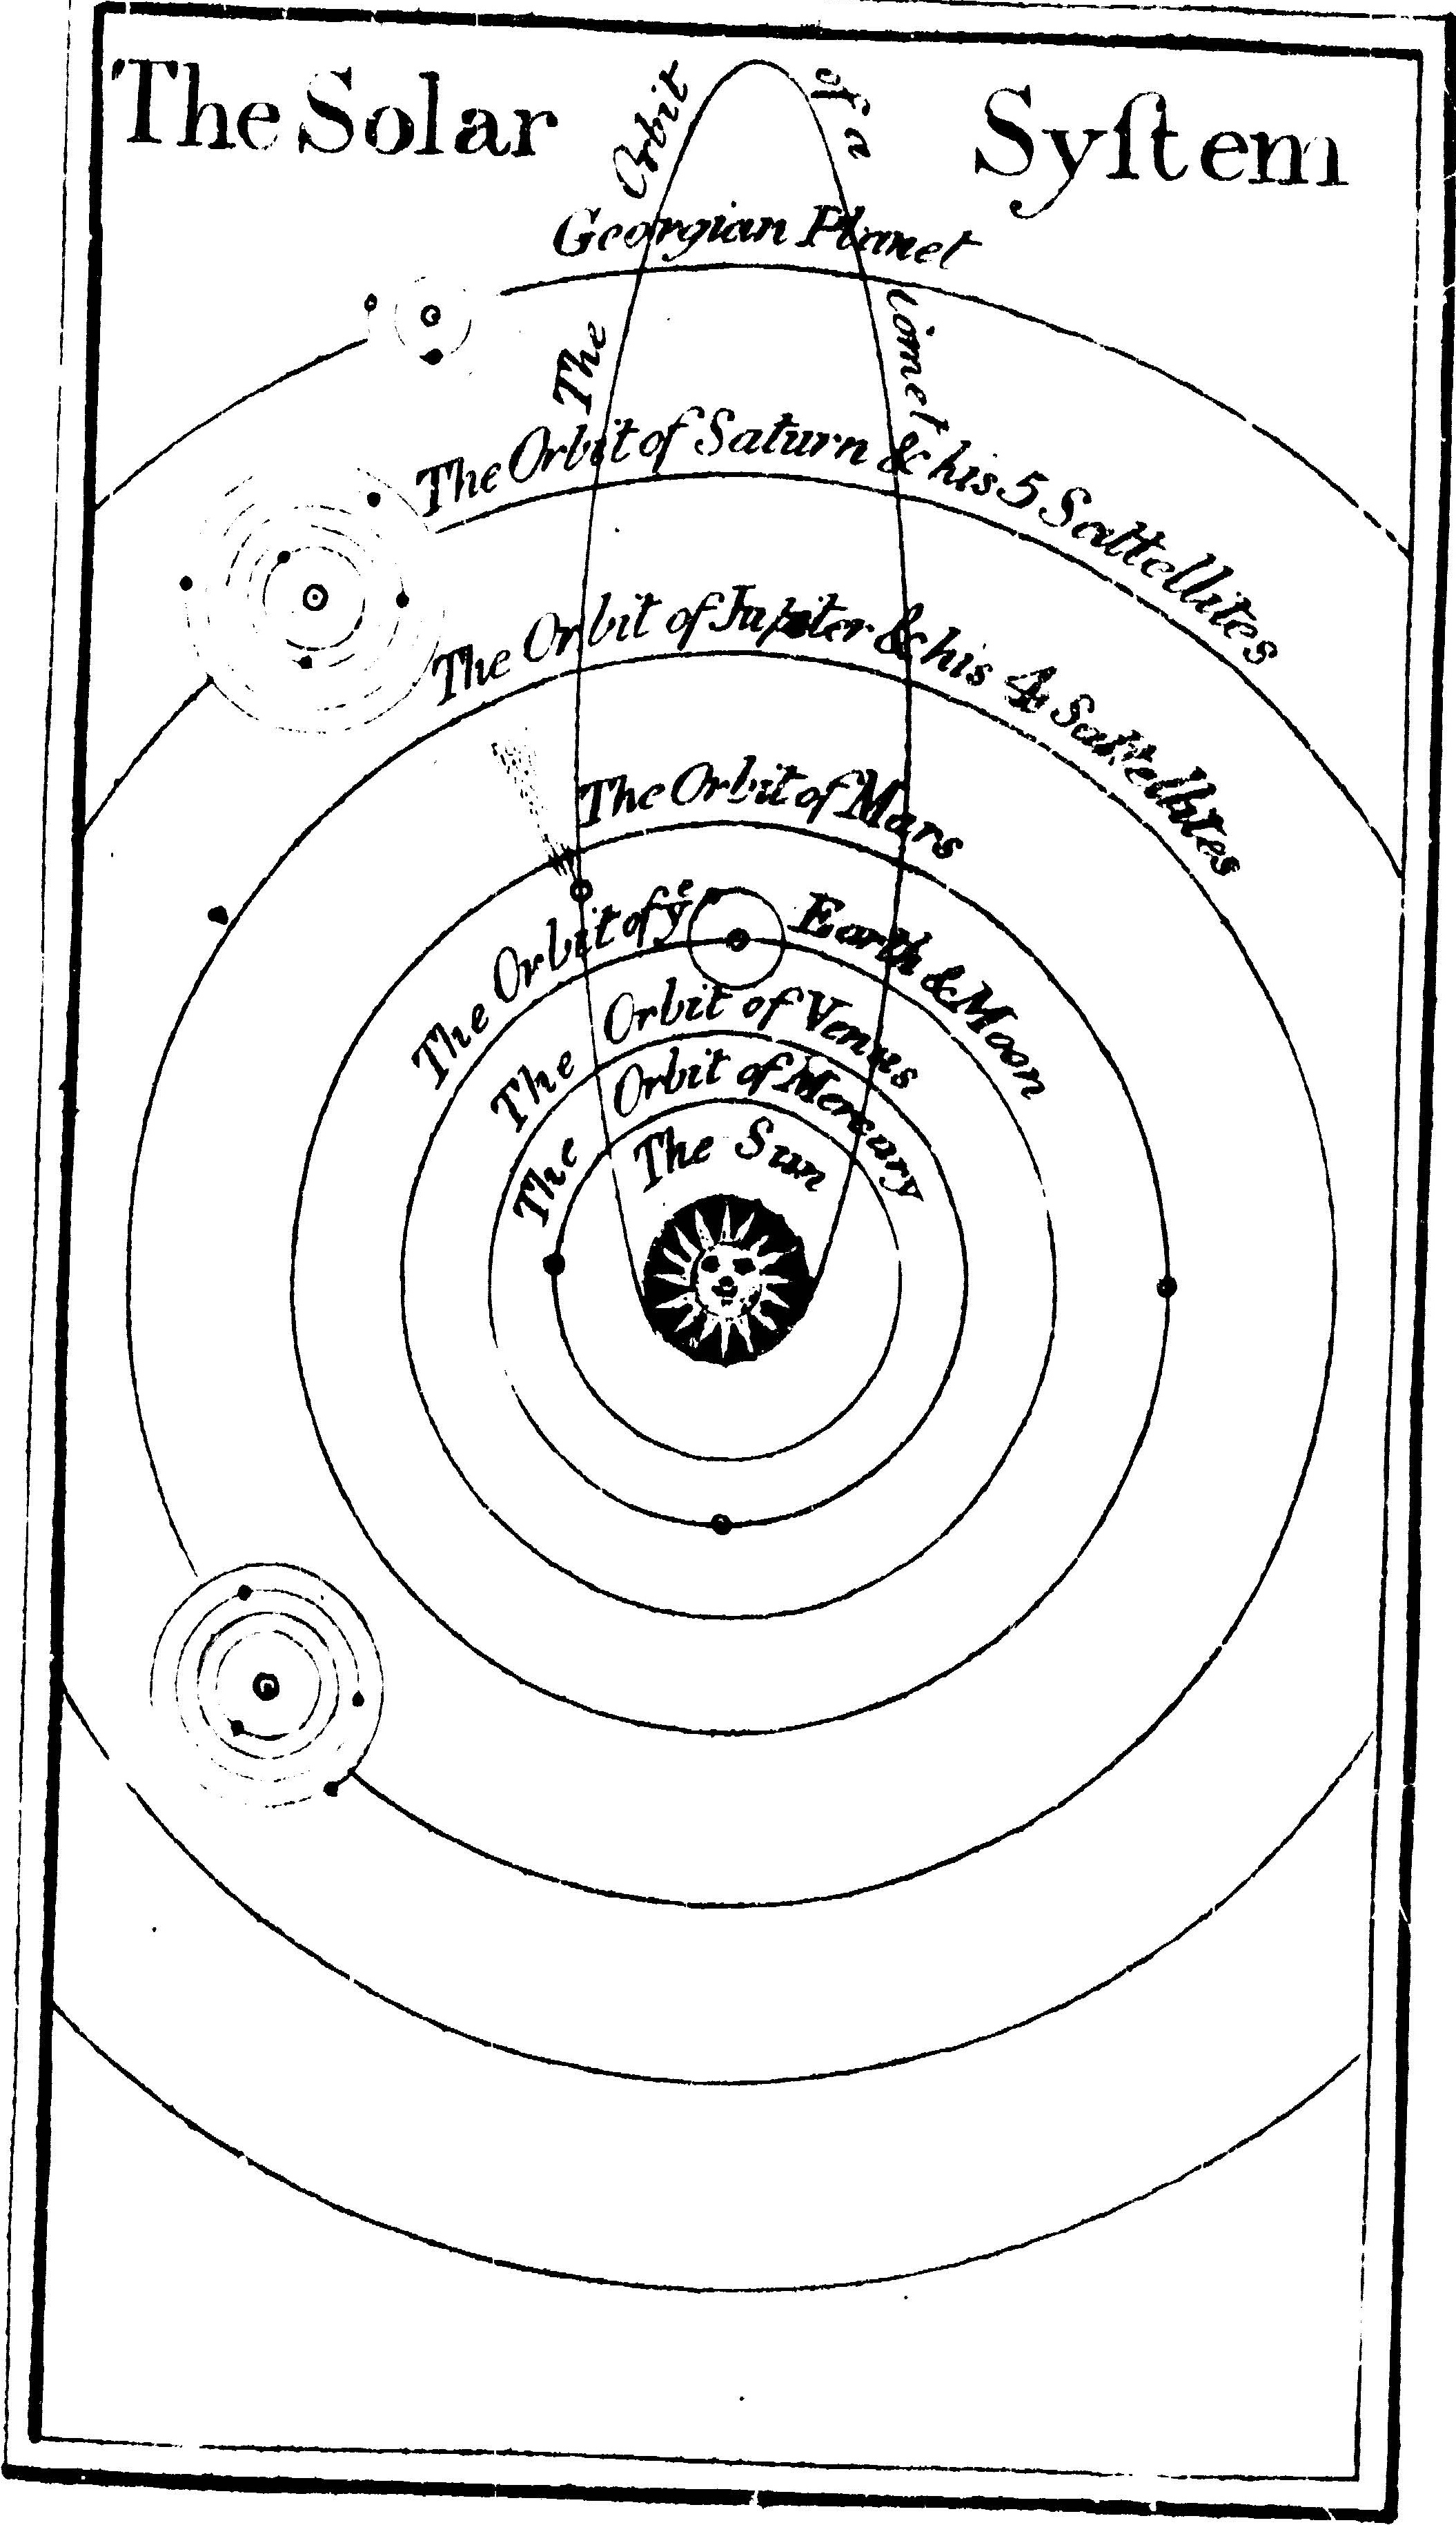 The Solar Syſtem
The Orbit of a Comet
Georgian Planet
The Orbit of Saturn & his 5 Sattellites
The Orbit of Jupiter & his 4 Sattellites
The Orbit of Mars
The Orbit of yͤ Earth & Moon
The Orbit of Venus
The Orbit of Mercury
The Sun